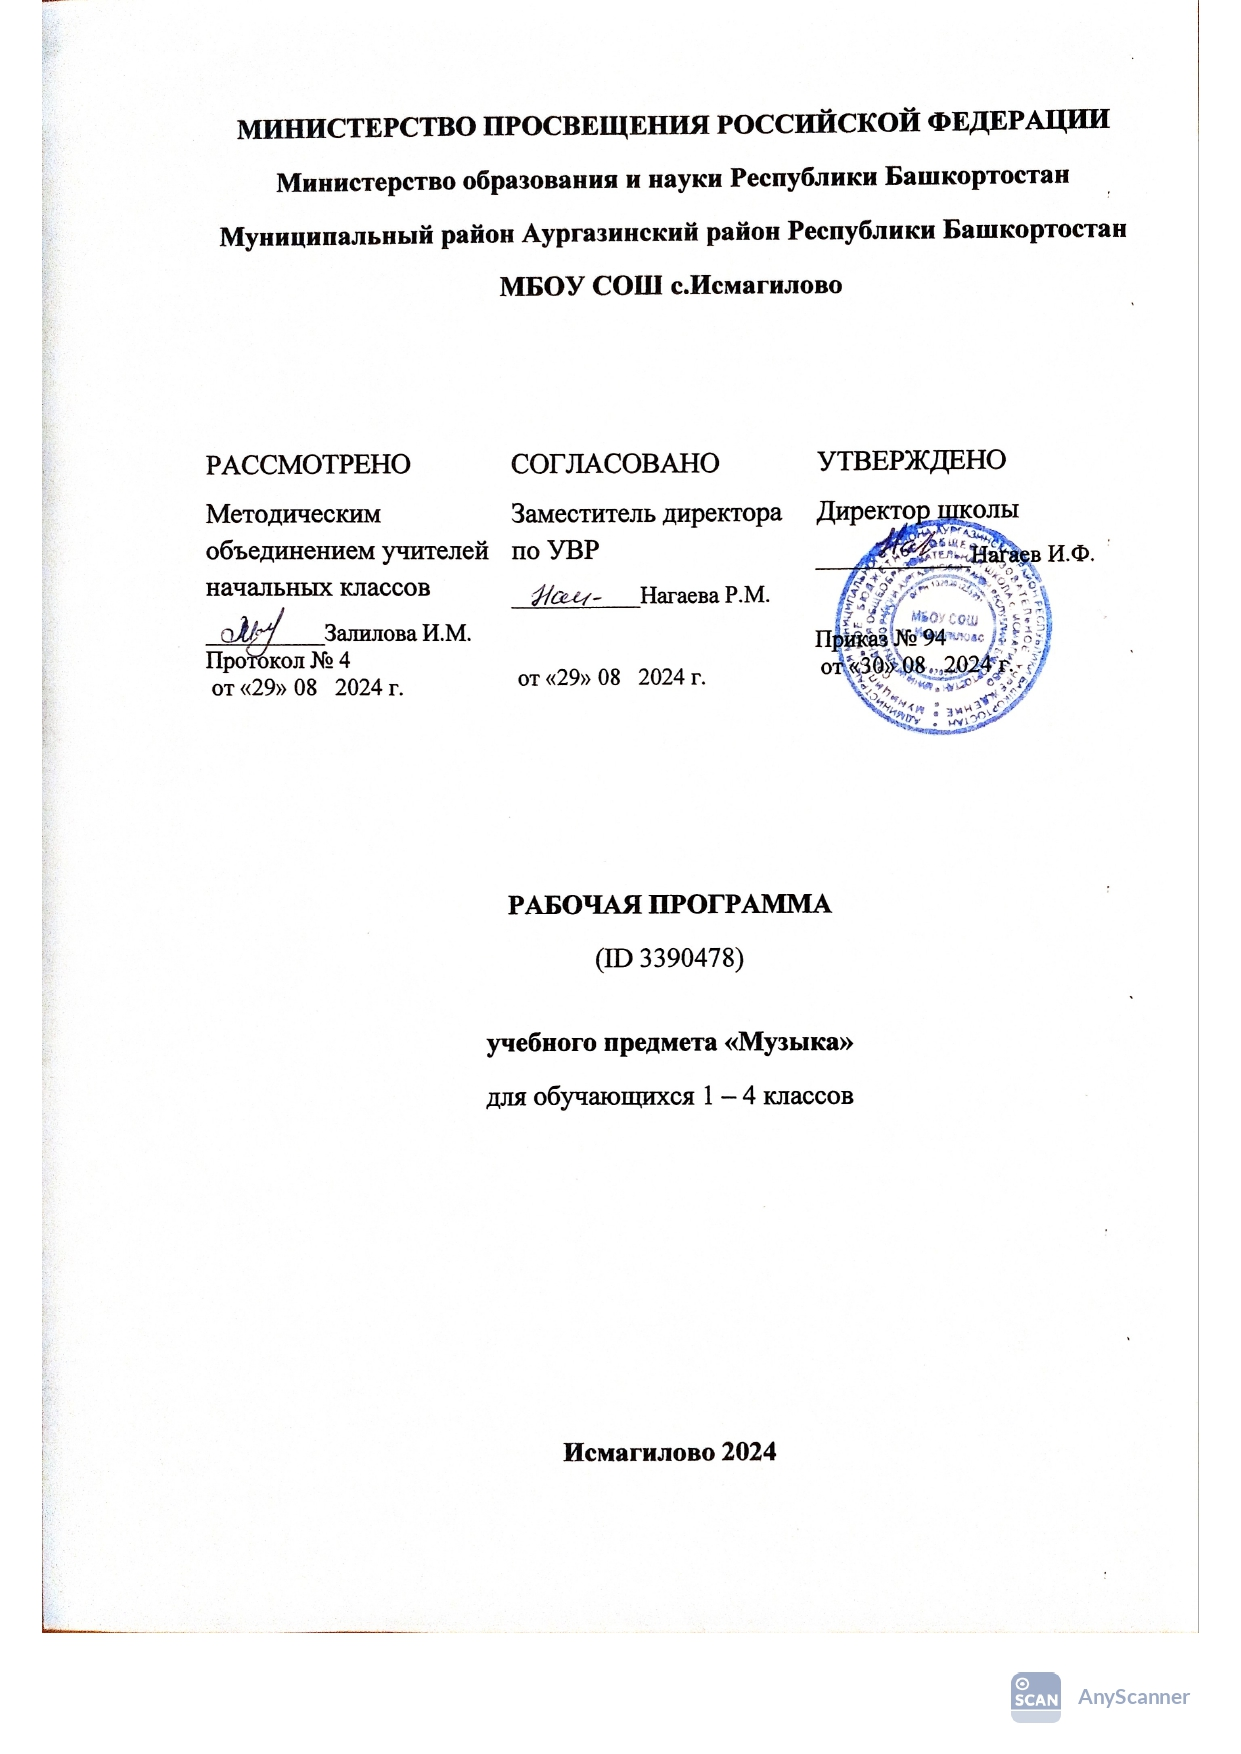 МИНИСТЕРСТВО ПРОСВЕЩЕНИЯ РОССИЙСКОЙ ФЕДЕРАЦИИ
Министерство образования и науки Республики Башкортостан
Муниципальный район Аургазинский район Республики Башкортостан
МБОУ СОШ с.Исмагилово
РАССМОТРЕНО
Методическим
объединением учителей
начальных классов
____________Залилова И.М.
Протокол № 4
от «29» 08 2024 г.
СОГЛАСОВАНО
Заместитель директора
по УВР
____________Нагаева Р.М.
от «29» 08 2024 г.
УТВЕРЖДЕНО
Директор школы
____________Нагаев И.Ф.
Приказ № 94
от «30» 08 2024 г.
МБОУ СОШ
РАБОЧАЯ ПРОГРАММА
(ID 3390478)
учебного предмета «Музыка»
для обучающихся 1 – 4 классов
Исмагилово 2024
SCAN AnyScanner